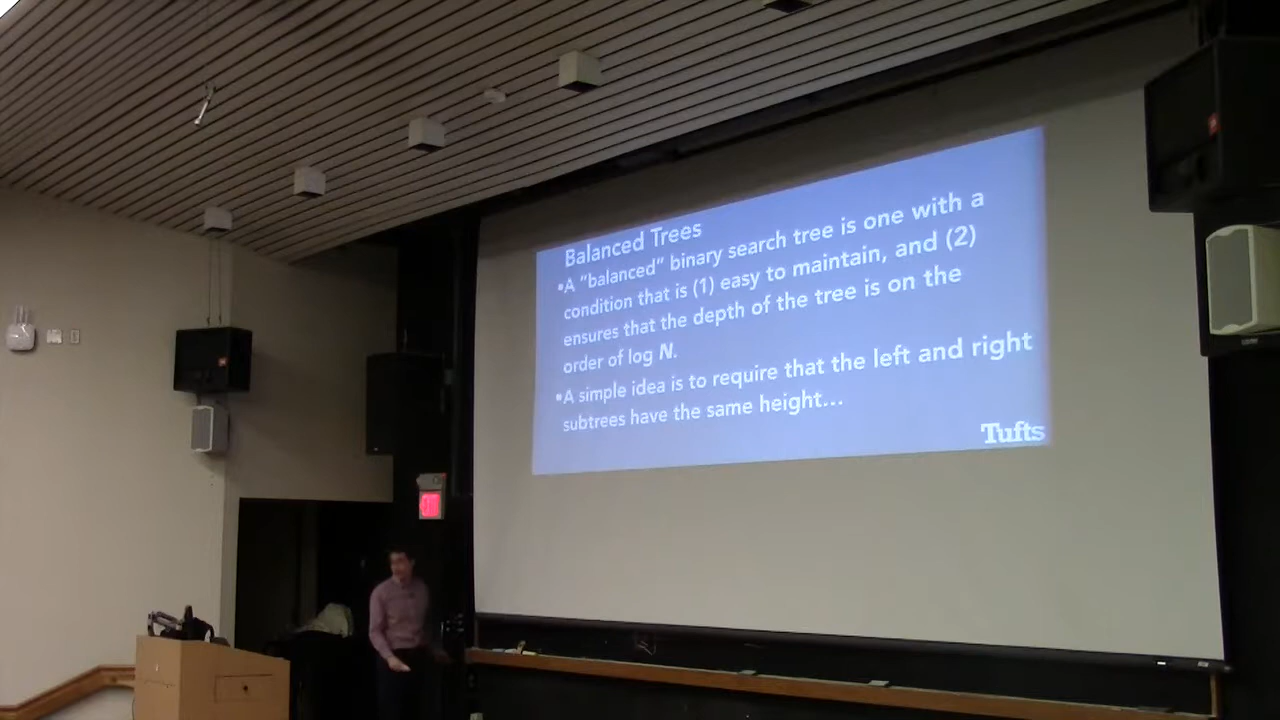 Balanced Trees
▪A "balanced" binary search tree is one with a
condition that is (1) easy to maintain, and (2)
ensures that the depth of the tree is on the
order of log N.
▪A simple idea is to require that the left and right
subtrees have the same height…
Tufts